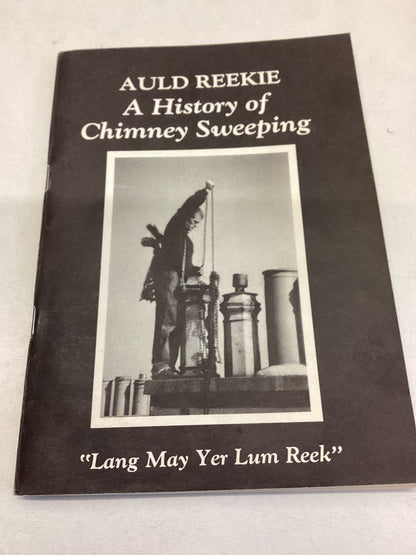 AULD REEKIE
A History of
Chimney Sweeping
"Lang May Yer Lum Reek"